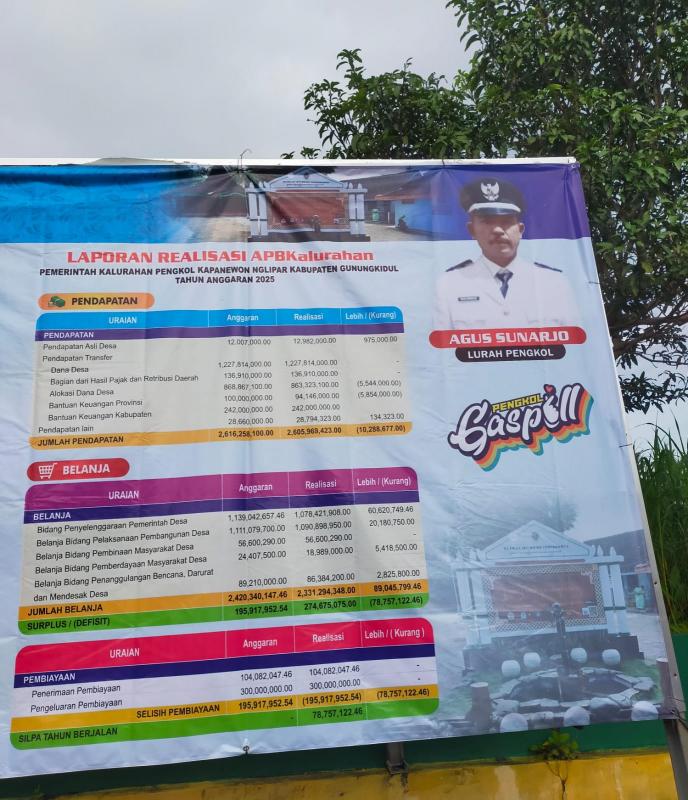 LAPORAN REALISASI APBKalurahan
PEMERINTAH KALURAHAN PENGKOL KAPANEWON NGLIPAR KABUPATEN GUNUNGKIDUL
TAHUN ANGGARAN 2025
PENDAPATAN
URAIAN Anggaran Realisasi Lebih / (Kurang)
PENDAPATAN
Pendapatan Asli Desa 12.007,000.00 12,982,000.00 975,000.00
Pendapatan Transfer
Dana Desa 1,227,814,000.00 1,227,814,000.00 -
Bagian dari Hasil Pajak dan Retribusi Daerah 136,910,000.00 136,910,000.00 -
Alokasi Dana Desa 868,867,100.00 863,323,100.00 (5,544,000.00)
Bantuan Keuangan Provinsi 100,000,000.00 94,146,000.00 (5,854,000.00)
Bantuan Keuangan Kabupaten 242,000,000.00 242,000,000.00 -
Pendapatan lain 28,660,000.00 28,794,323.00 134,323.00
JUMLAH PENDAPATAN 2,616,258,100.00 2,605,968,423.00 (10,288,677.00)
BELANJA
URAIAN Anggaran Realisasi Lebih / (Kurang)
BELANJA
Bidang Penyelenggaraan Pemerintah Desa 1,139,042,657.46 1,078,421,908.00 60,620,749.46
Belanja Bidang Pelaksanaan Pembangunan Desa 1,111,079,700.00 1,090,898,950.00 20,180,750.00
Belanja Bidang Pembinaan Masyarakat Desa 56,600,290.00 56,600,290.00 -
Belanja Bidang Pemberdayaan Masyarakat Desa 24,407,500.00 18,989,000.00 5,418,500.00
Belanja Bidang Penanggulangan Bencana, Darurat
dan Mendesak Desa 89,210,000.00 86,384,200.00 2,825,800.00
JUMLAH BELANJA 2,420,340,147.46 2,331,294,348.00 89,045,799.46
SURPLUS / (DEFISIT) 195,917,952.54 274,675,075.00 (78,757,122.46)
URAIAN Anggaran Realisasi Lebih / ( Kurang )
PEMBIAYAAN
Penerimaan Pembiayaan 104,082,047.46 104,082,047.46 -
Pengeluaran Pembiayaan 300,000,000.00 300,000,000.00 -
SELISIH PEMBIAYAAN 195,917,952.54 (195,917,952.54) (78,757,122.46)
SILPA TAHUN BERJALAN - 78,757,122.46
AGUS SUNARJO
LURAH PENGKOL
PENGKOL
Gaspoll